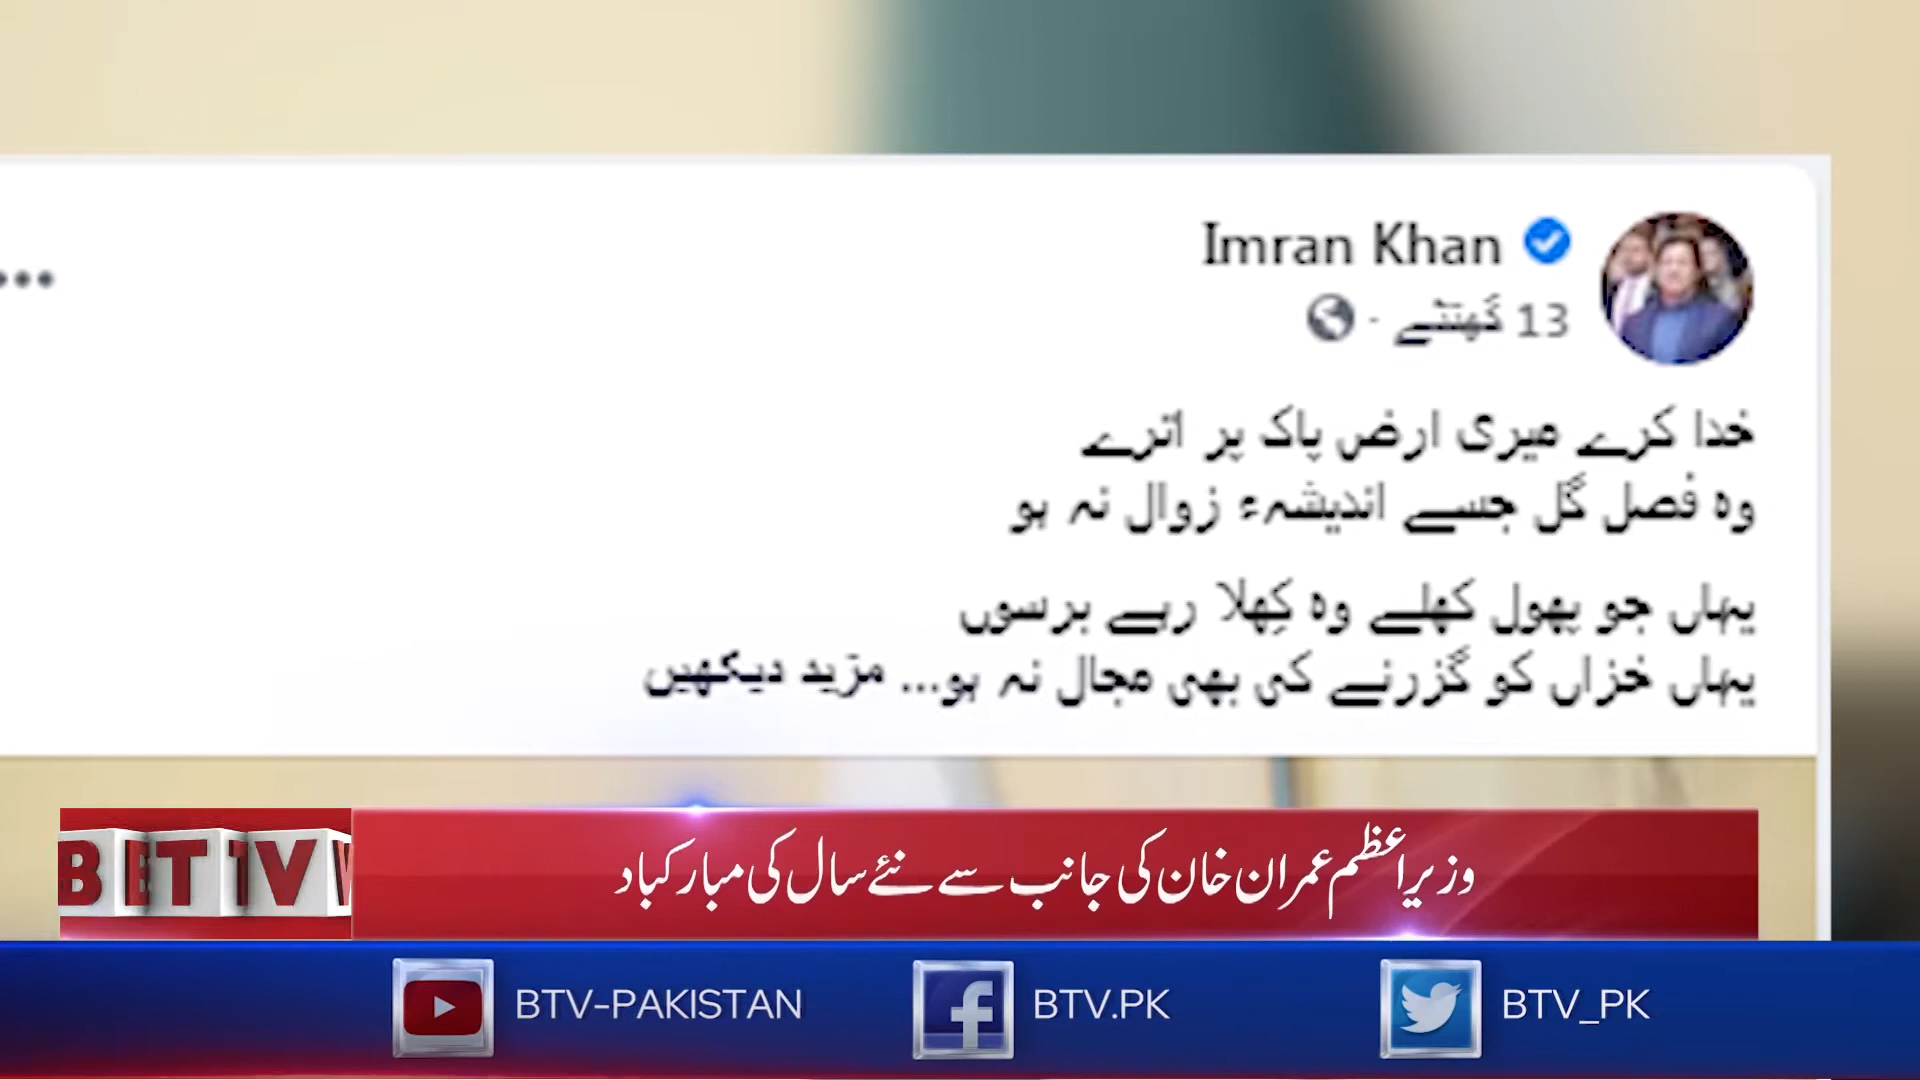 Imran Khan
13 گھنٹے ·
خدا کرے میری ارض پاک پر اترے
وہ فصل گل جسے اندیشہء زوال نہ ہو
یہاں جو پھول کھلے وہ کِھلا رہے برسوں
یہاں خزاں کو گزرنے کی بھی مجال نہ ہو... مزید دیکھیں
BTV
وزیراعظم عمران خان کی جانب سے نئے سال کی مبارکباد
BTV-PAKISTAN
BTV.PK
BTV_PK